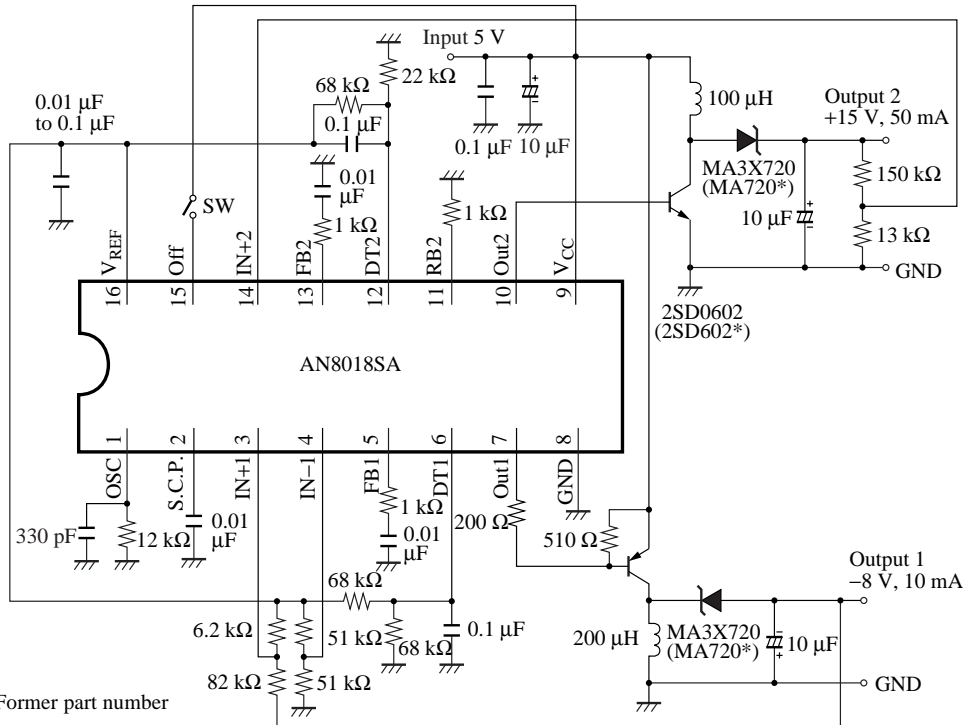 Input 5 V
22 kΩ
68 kΩ
0.1 µF
0.01 µF
to 0.1 µF
100 µH
Output 2
+15 V, 50 mA
0.1 µF
10 µF
MA3X720
(MA720*)
150 kΩ
0.01
µF
SW
1 kΩ
1 kΩ
10 µF
13 kΩ
GND
VREF
Off
IN+2
FB2
DT2
RB2
Out2
VCC
16
15
14
13
12
11
10
9
2SD0602
(2SD602*)
AN8018SA
1
2
3
4
5
6
7
8
OSC
S.C.P.
IN+1
IN−1
FB1
DT1
Out1
GND
330 pF
12 kΩ
0.01
µF
1 kΩ
0.01
µF
200 Ω
510 Ω
Output 1
−8 V, 10 mA
68 kΩ
6.2 kΩ
51 kΩ
68 kΩ
0.1 µF
200 µH
MA3X720
(MA720*)
10 µF
82 kΩ
51 kΩ
GND
Former part number